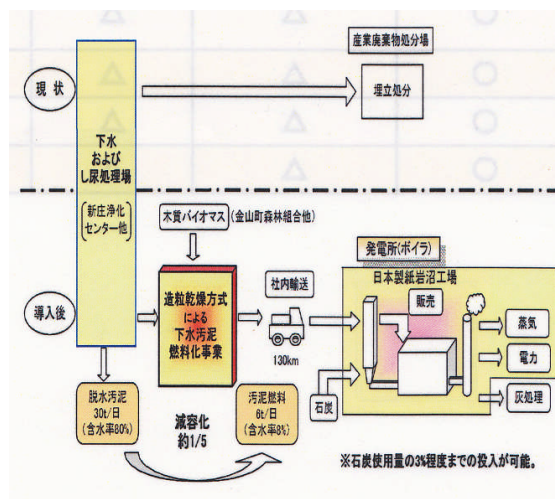 産業廃棄物処分場
現状
埋立処分
下水
および
し尿処理場
新庄浄化
センター他
木質バイオマス
(金山町森林組合他)
発電所(ボイラ)
日本製紙岩沼工場
導入後
造粒乾燥方式
による
下水汚泥
燃料化事業
社内輸送
130km
販売
石炭
蒸気
電力
灰処理
脱水汚泥
30t/日
(含水率80%)
減容化
約1/5
汚泥燃料
6t/日
(含水率8%)
※石炭使用量の3%程度までの投入が可能。